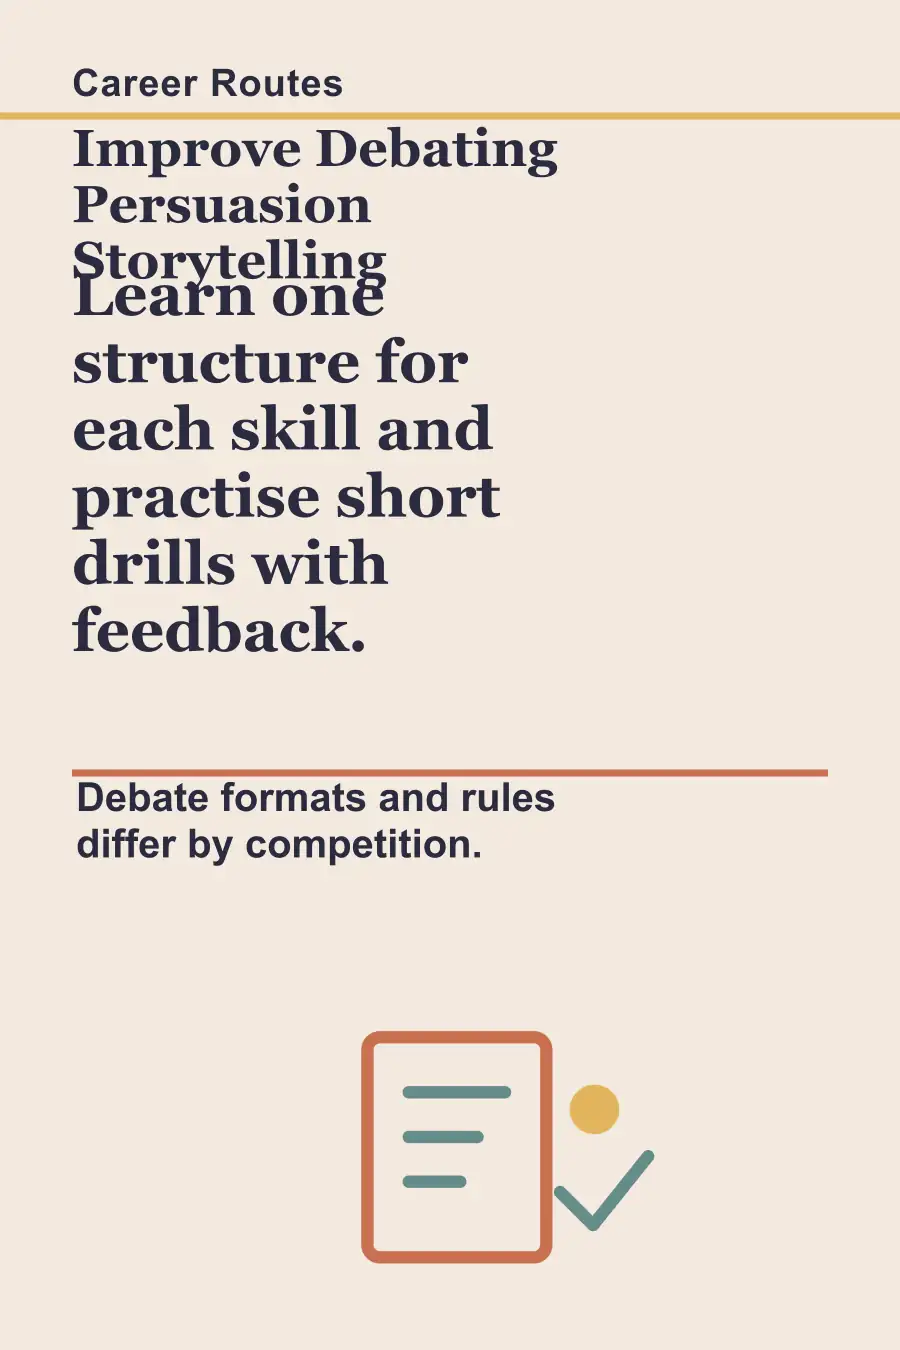 Career Routes
Improve Debating
Persuasion
Storytelling
Learn one
structure for
each skill and
practise short
drills with
feedback.
Debate formats and rules
differ by competition.